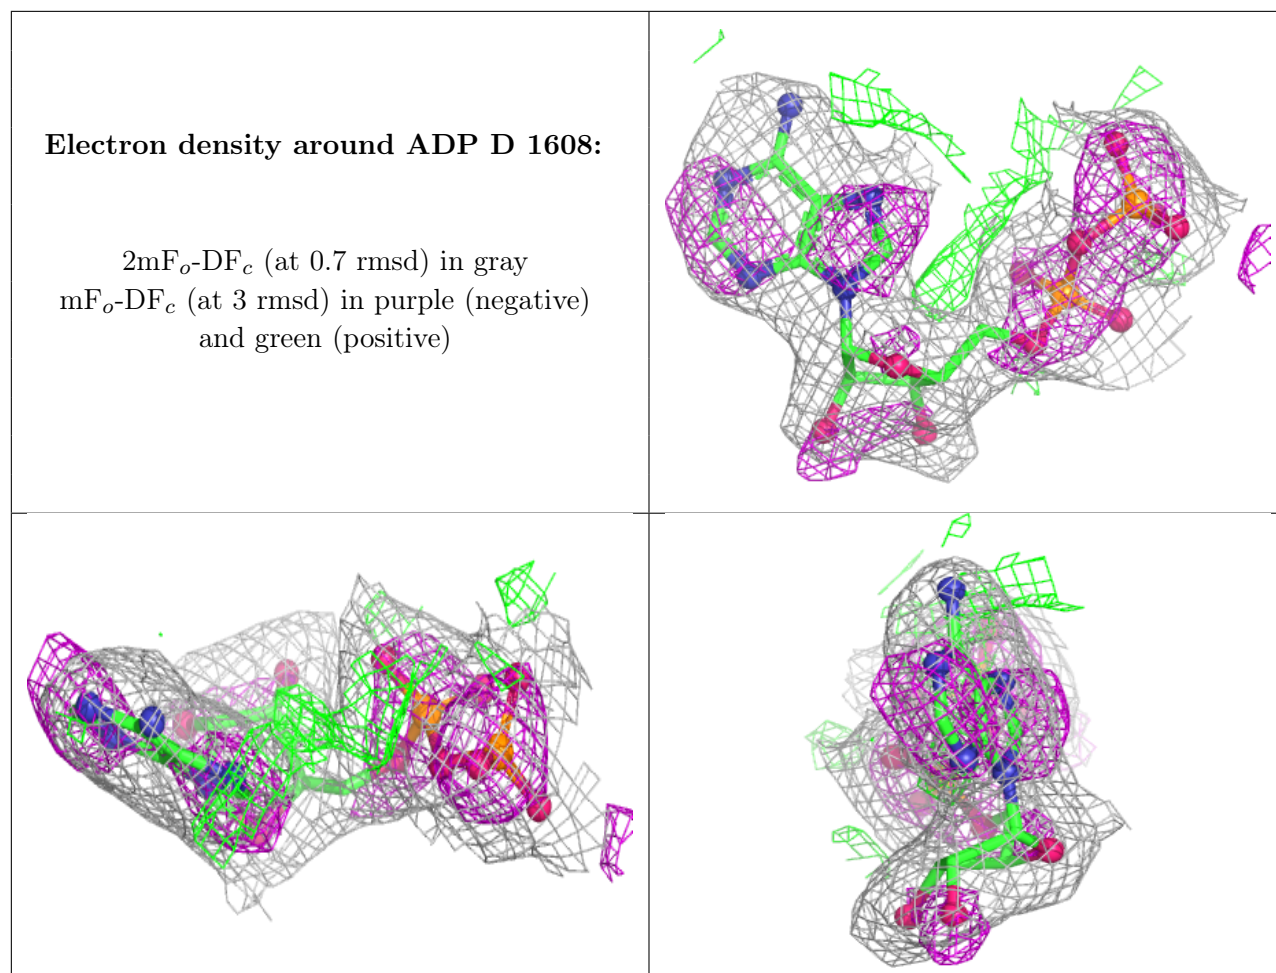 Electron density around ADP D 1608:
2mFo-DFc (at 0.7 rmsd) in gray
mFo-DFc (at 3 rmsd) in purple (negative)
and green (positive)